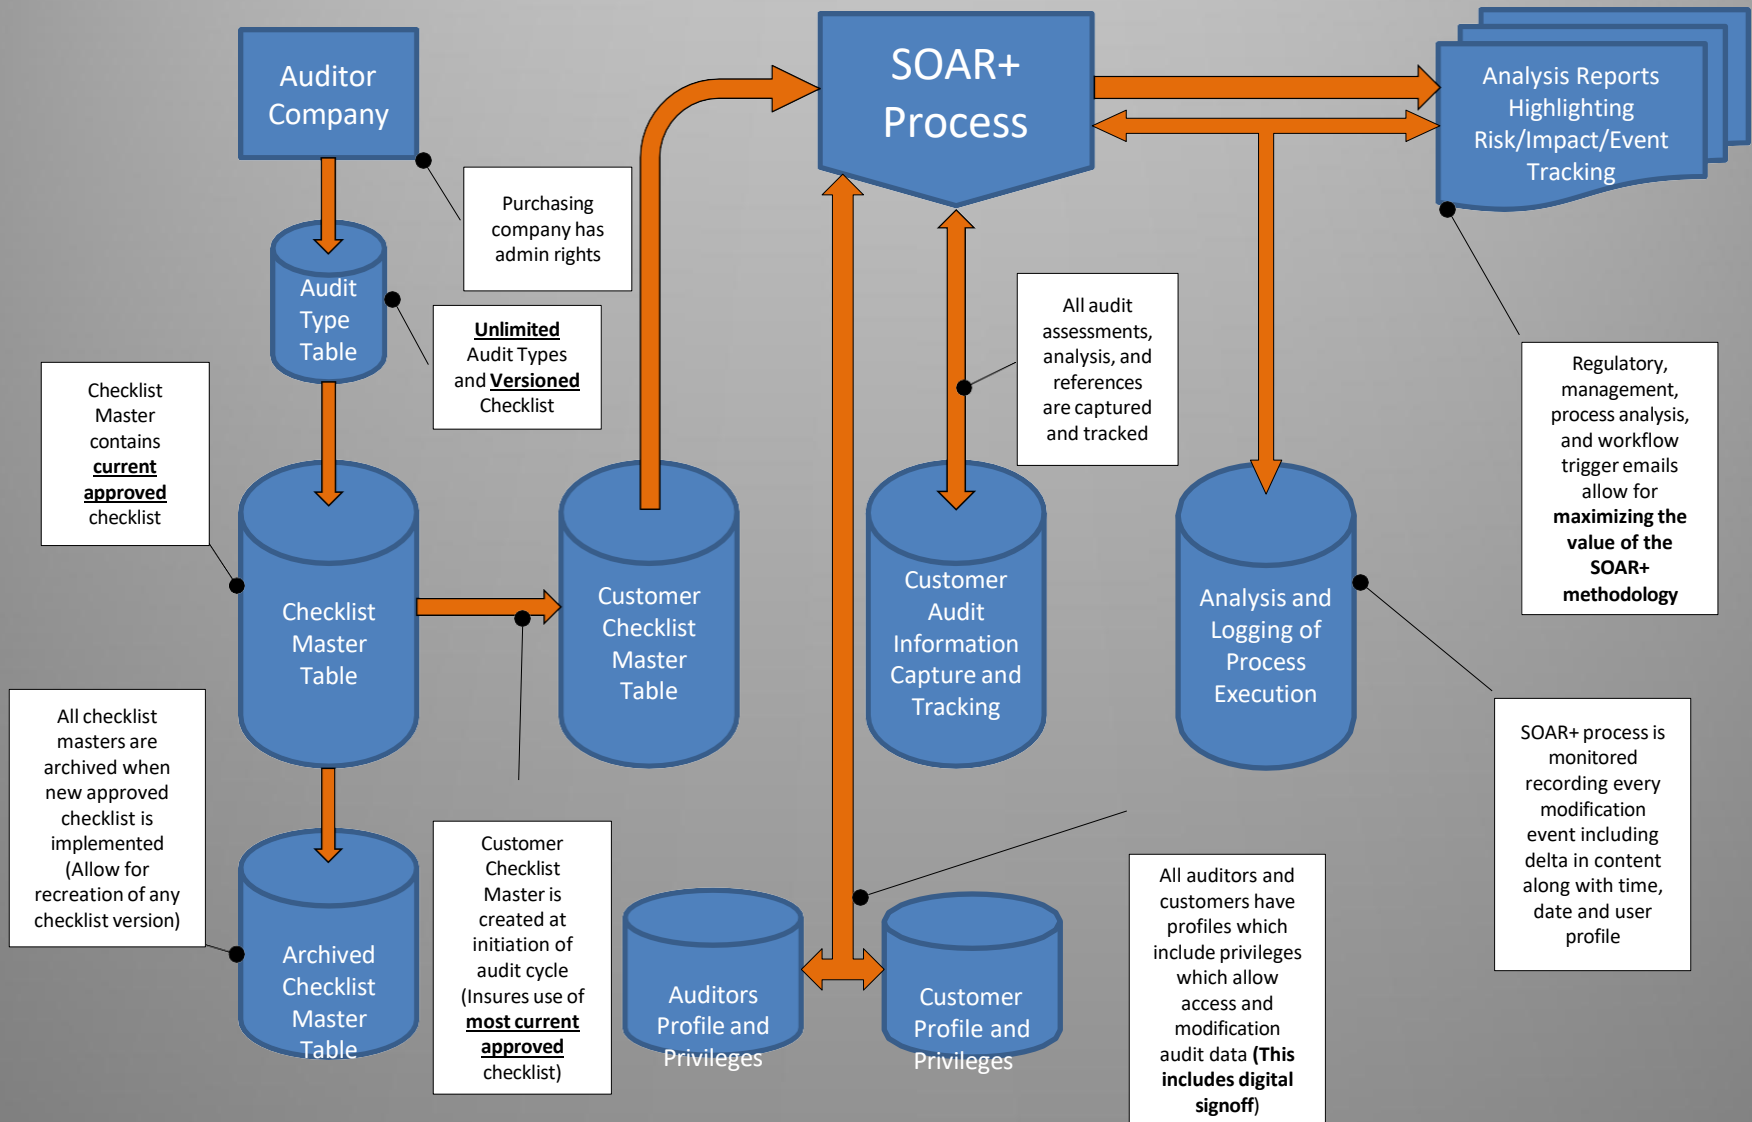 Auditor
Company
SOAR+
Process
Analysis Reports
Highlighting
Risk/Impact/Event
Tracking
Purchasing
company has
admin rights
Audit
Type
Table
Unlimited
Audit Types
and Versioned
Checklist
All audit
assessments,
analysis, and
references
are captured
and tracked
Regulatory,
management,
process analysis,
and workflow
trigger emails
allow for
maximizing the
value of the
SOAR+
methodology
Checklist
Master
contains
current
approved
checklist
Checklist
Master
Table
Customer
Checklist
Master
Table
Customer
Audit
Information
Capture and
Tracking
Analysis and
Logging of
Process
Execution
All checklist
masters are
archived when
new approved
checklist is
implemented
(Allow for
recreation of any
checklist version)
SOAR+ process is
monitored
recording every
modification
event including
delta in content
along with time,
date and user
profile
Customer
Checklist
Master is
created at
initiation of
audit cycle
(Insures use of
most current
approved
checklist)
All auditors and
customers have
profiles which
include privileges
which allow
access and
modification
audit data (This
includes digital
signoff)
Archived
Checklist
Master
Table
Auditors
Profile and
Privileges
Customer
Profile and
Privileges